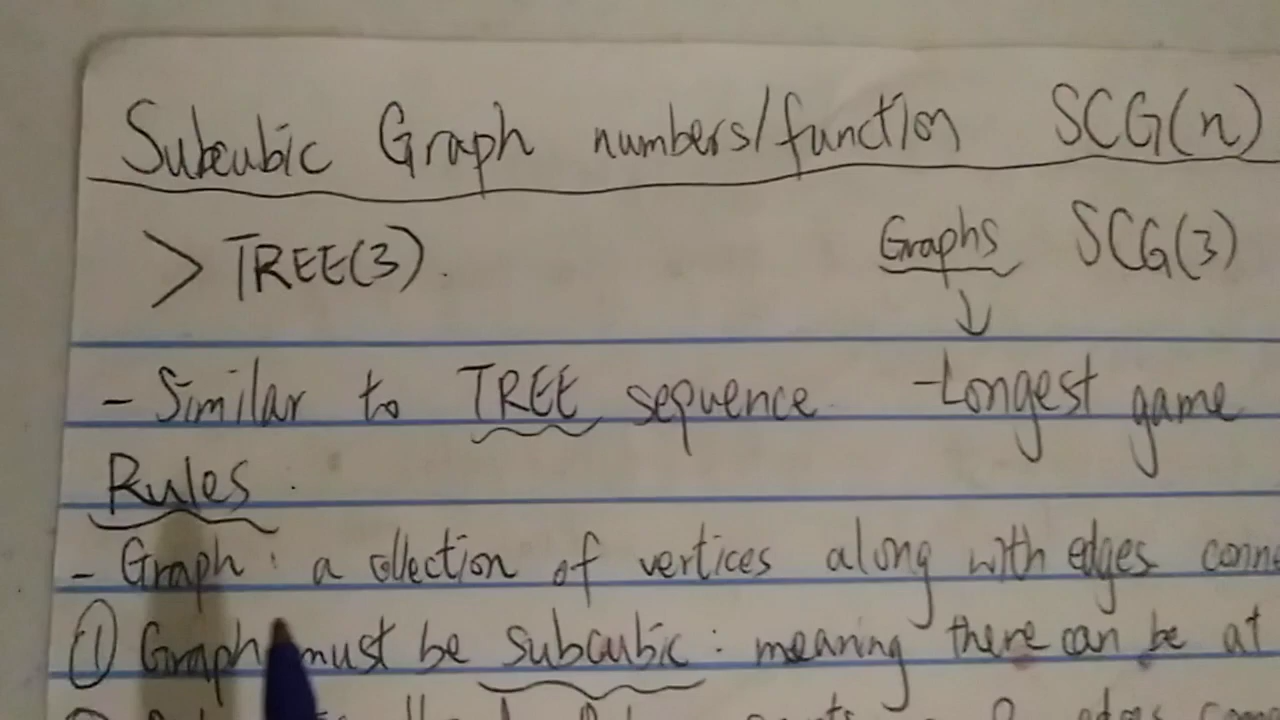 Subcubic Graph numbers/function SCG(n)
> TREE(3). Graphs SCG(3)
↓
- Similar to TREE sequence -Longest game
Rules.
- Graph: a collection of vertices along with edges
① Graph must be subcubic: meaning there can be at